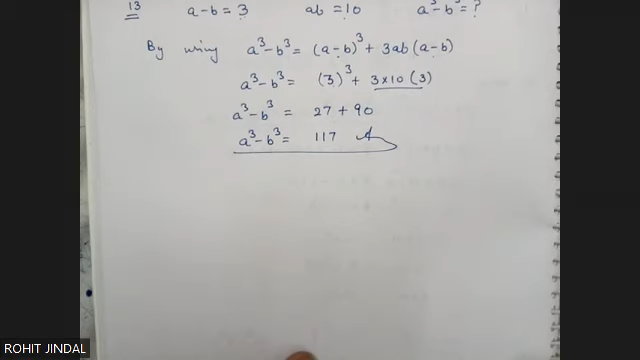 13 a-b = 3 ab = 10 a³-b³ = ?
By using a³-b³ = (a-b)³ + 3ab(a-b)
a³-b³ = (3)³ + 3×10(3)
a³-b³ = 27 + 90
a³-b³ = 117 A
ROHIT JINDAL